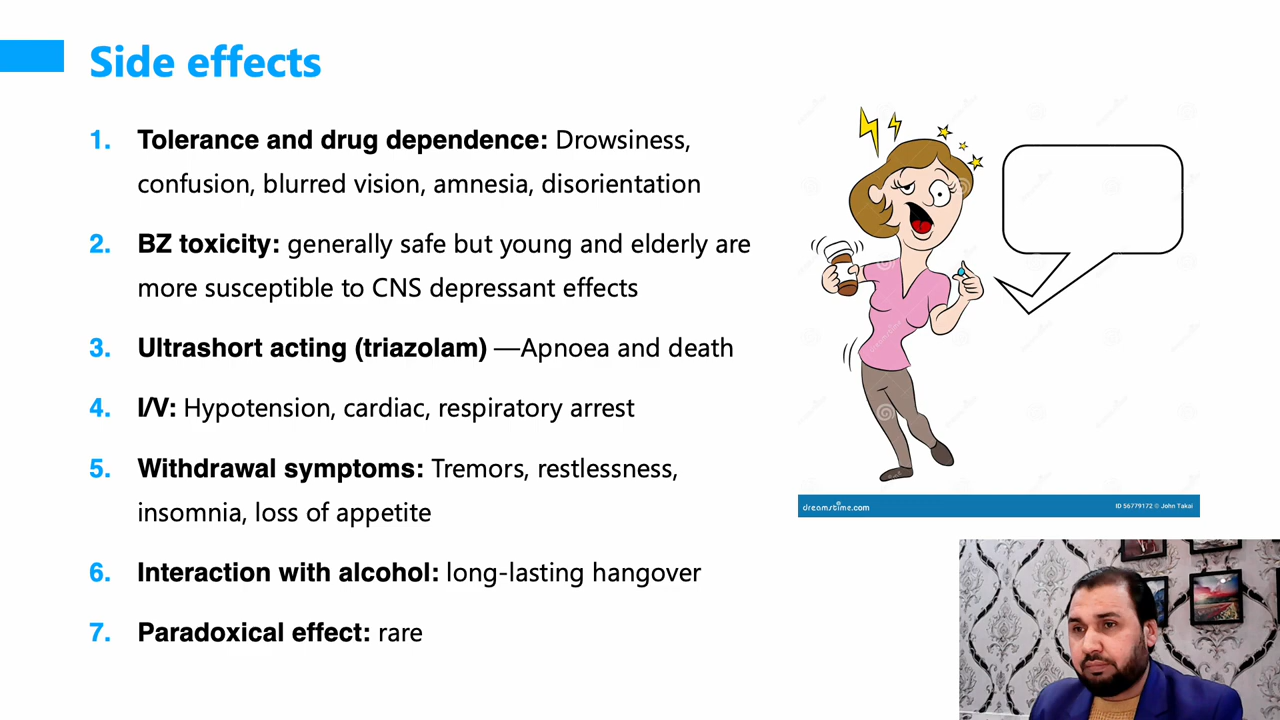 Side effects
1. Tolerance and drug dependence: Drowsiness,
confusion, blurred vision, amnesia, disorientation
2. BZ toxicity: generally safe but young and elderly are
more susceptible to CNS depressant effects
3. Ultrashort acting (triazolam) —Apnoea and death
4. I/V: Hypotension, cardiac, respiratory arrest
5. Withdrawal symptoms: Tremors, restlessness,
insomnia, loss of appetite
6. Interaction with alcohol: long-lasting hangover
7. Paradoxical effect: rare
dreamstime.com
ID 56779172 © John Takai